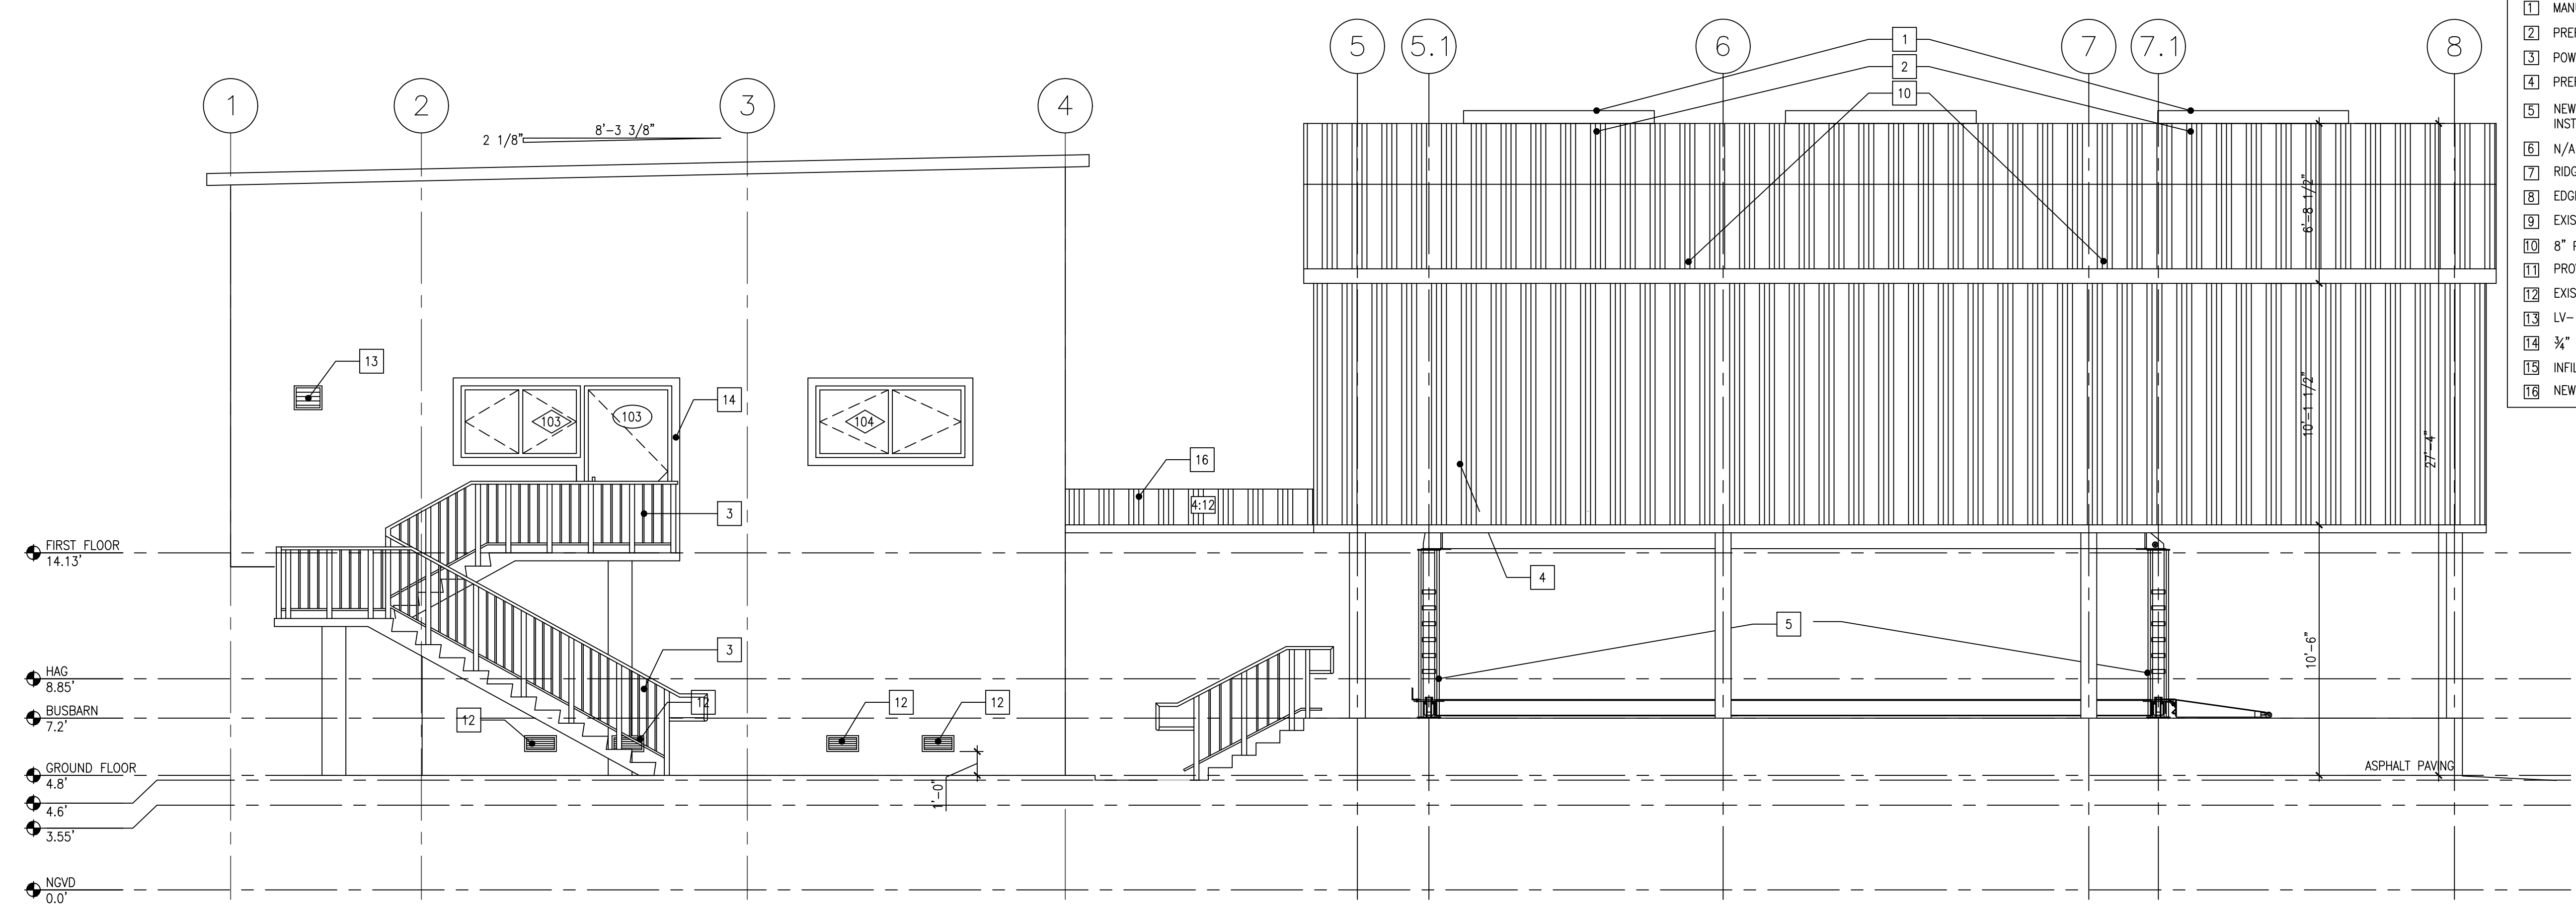 1 2 3 4 5 5.1 6 7 7.1 8
2 1/8" 8'-3 3/8"
1
2
10
13
103 103
104
14
16
4:12
3
3
4
5
12
12
12
12
1'-0"
6'-8 1/2"
10'-1 1/2"
27'-4"
10'-6"
ASPHALT PAVING
FIRST FLOOR
14.13'
HAG
8.85'
BUSBARN
7.2'
GROUND FLOOR
4.8'
4.6'
3.55'
NGVD
0.0'
1 MAN
2
3 POW
4
5 NEW
INST
6 N/A
7 RIDG
8 EDG
9 EXIS
10 8"
11 PRO
12 EXIS
13 LV-
14 ¾"
15 INFIL
16 NEW